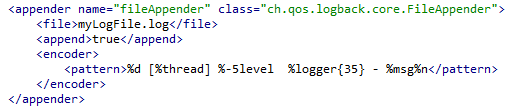 <appender name="fileAppender" class="ch.qos.logback.core.FileAppender">
    <file>myLogFile.log</file>
    <append>true</append>
    <encoder>
        <pattern>%d [%thread] %-5level  %logger{35} - %msg%n</pattern>
    </encoder>
</appender>